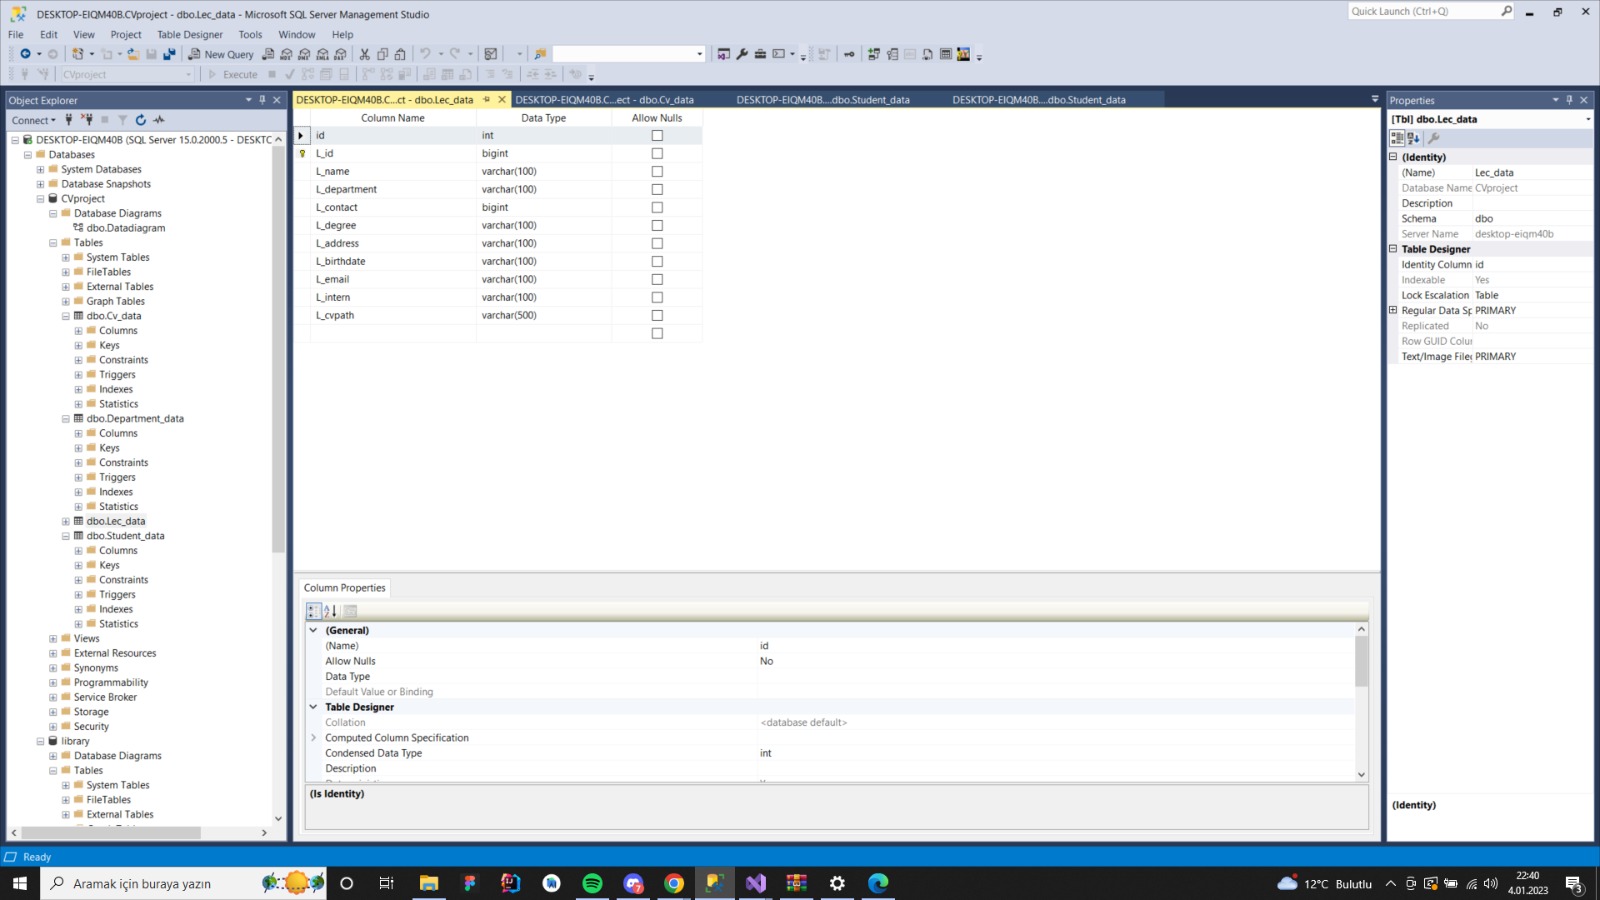 DESKTOP-EIQM40B.CVproject - dbo.Lec_data - Microsoft SQL Server Management Studio
Quick Launch (Ctrl+Q)
File Edit View Project Table Designer Tools Window Help
New Query
CVproject Execute
Object Explorer
Connect
DESKTOP-EIQM40B (SQL Server 15.0.2000.5 - DESKTC
Databases
System Databases
Database Snapshots
CVproject
Database Diagrams
dbo.Datadiagram
Tables
System Tables
FileTables
External Tables
Graph Tables
dbo.Cv_data
Columns
Keys
Constraints
Triggers
Indexes
Statistics
dbo.Department_data
Columns
Keys
Constraints
Triggers
Indexes
Statistics
dbo.Lec_data
dbo.Student_data
Columns
Keys
Constraints
Triggers
Indexes
Statistics
Views
External Resources
Synonyms
Programmability
Service Broker
Storage
Security
library
Database Diagrams
Tables
System Tables
FileTables
External Tables
DESKTOP-EIQM40B.C...ct - dbo.Lec_data
DESKTOP-EIQM40B.C...ect - dbo.Cv_data
DESKTOP-EIQM40B....dbo.Student_data
DESKTOP-EIQM40B....dbo.Student_data
Column Name Data Type Allow Nulls
id int
L_id bigint
L_name varchar(100)
L_department varchar(100)
L_contact bigint
L_degree varchar(100)
L_address varchar(100)
L_birthdate varchar(100)
L_email varchar(100)
L_intern varchar(100)
L_cvpath varchar(500)
Column Properties
(General)
(Name) id
Allow Nulls No
Data Type
Default Value or Binding
Table Designer
Collation <database default>
Computed Column Specification
Condensed Data Type int
Description
(Is Identity)
Properties
[Tbl] dbo.Lec_data
(Identity)
(Name) Lec_data
Database Name CVproject
Description
Schema dbo
Server Name desktop-eiqm40b
Table Designer
Identity Column id
Indexable Yes
Lock Escalation Table
Regular Data Sp PRIMARY
Replicated No
Row GUID Colu
Text/Image Fileg PRIMARY
(Identity)
Ready
Aramak için buraya yazın
12°C Bulutlu
22:40
4.01.2023
3